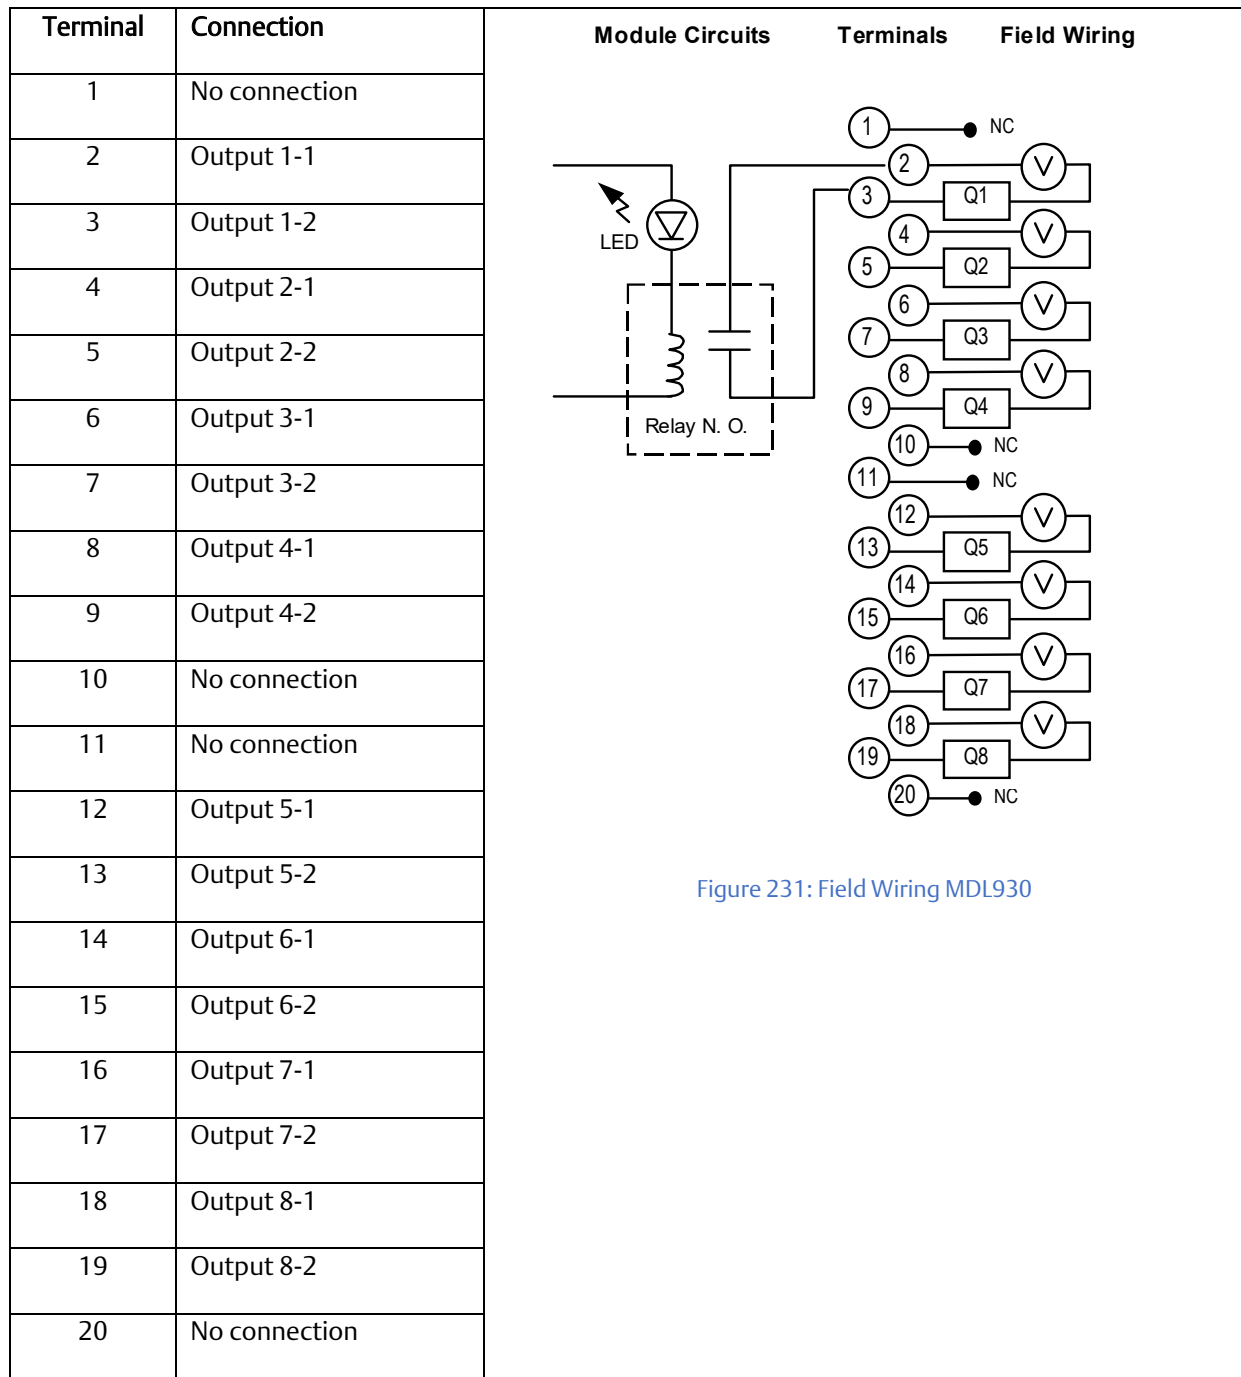 Terminal Connection
1 No connection
2 Output 1-1
3 Output 1-2
4 Output 2-1
5 Output 2-2
6 Output 3-1
7 Output 3-2
8 Output 4-1
9 Output 4-2
10 No connection
11 No connection
12 Output 5-1
13 Output 5-2
14 Output 6-1
15 Output 6-2
16 Output 7-1
17 Output 7-2
18 Output 8-1
19 Output 8-2
20 No connection
Module Circuits Terminals Field Wiring
LED
Relay N. O.
1 NC
2 V
3 Q1
4 V
5 Q2
6 V
7 Q3
8 V
9 Q4
10 NC
11 NC
12 V
13 Q5
14 V
15 Q6
16 V
17 Q7
18 V
19 Q8
20 NC
Figure 231: Field Wiring MDL930